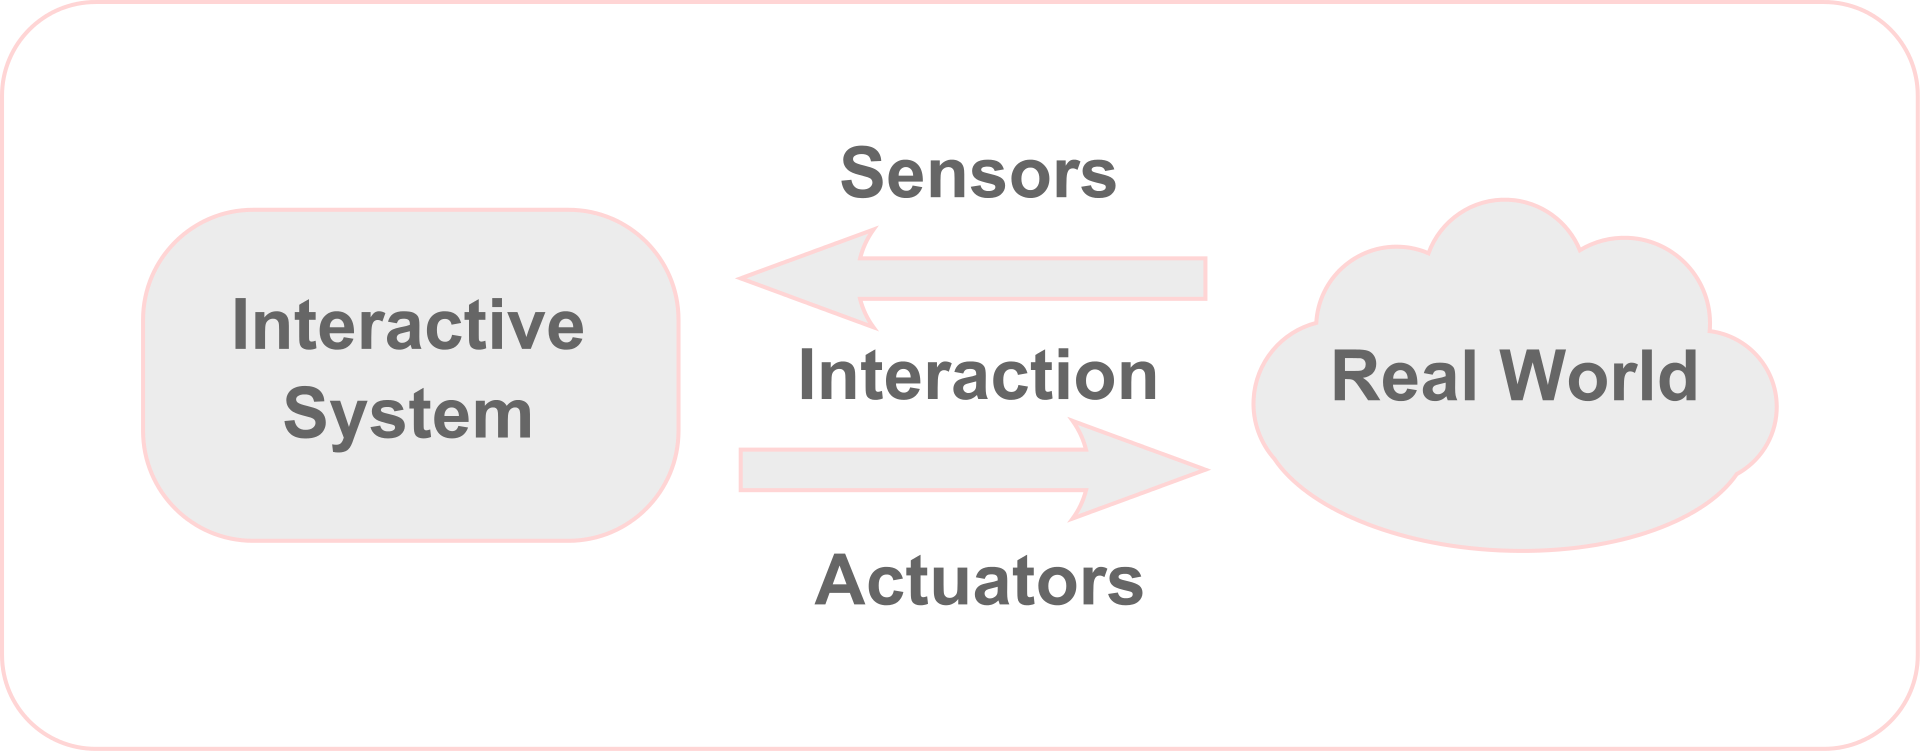 Sensors
Interactive
System
Interaction
Real World
Actuators